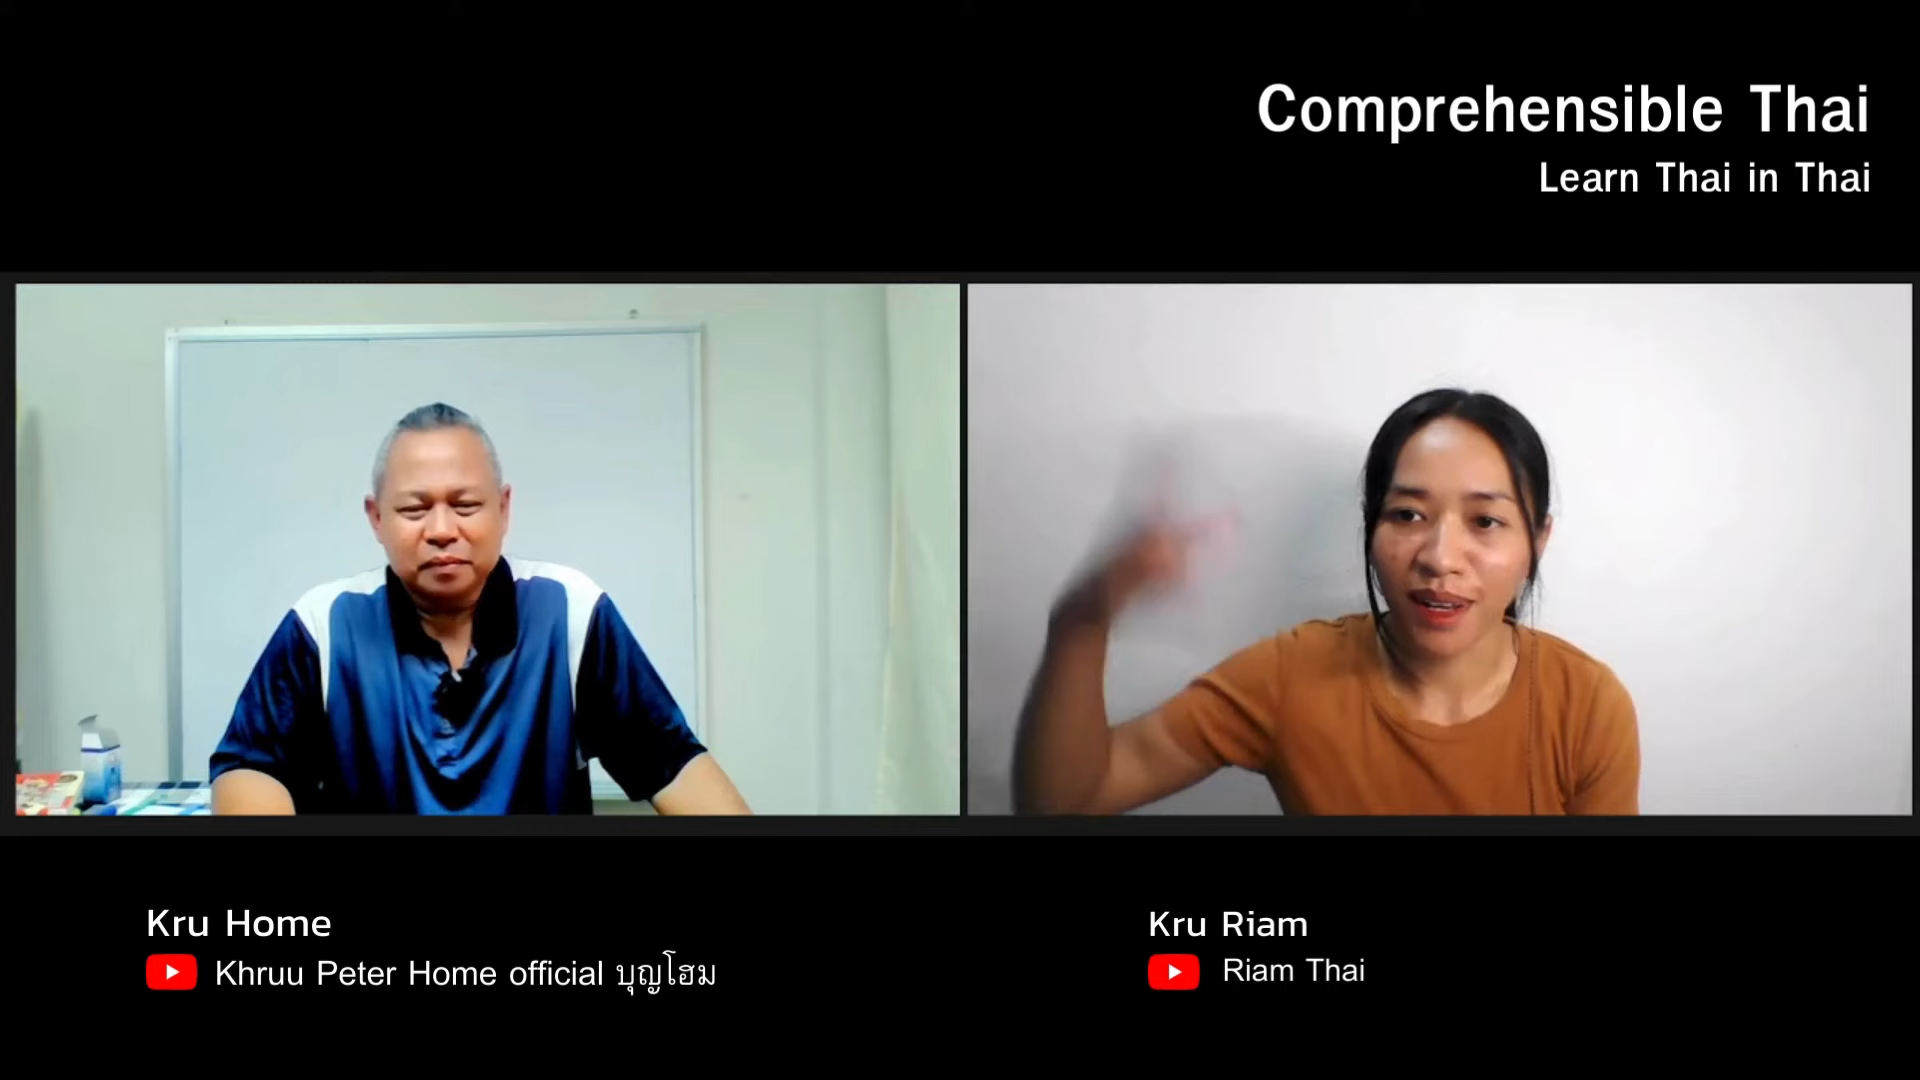 Comprehensible Thai
Learn Thai in Thai
Kru Home
Khruu Peter Home official บุญโฮม
Kru Riam
Riam Thai